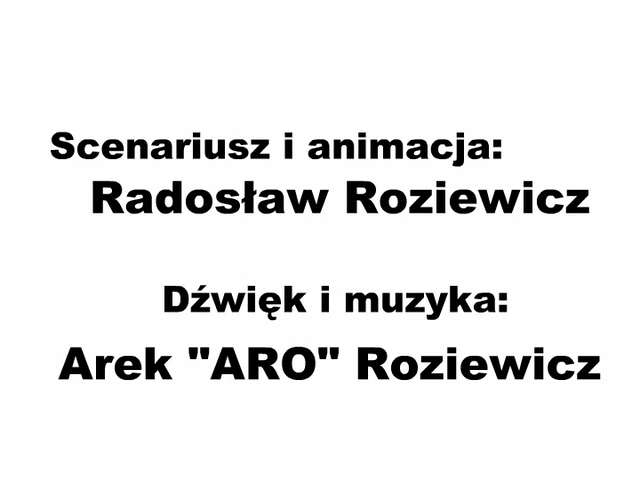 Scenariusz i animacja:
Radosław Roziewicz
Dźwięk i muzyka:
Arek "ARO" Roziewicz